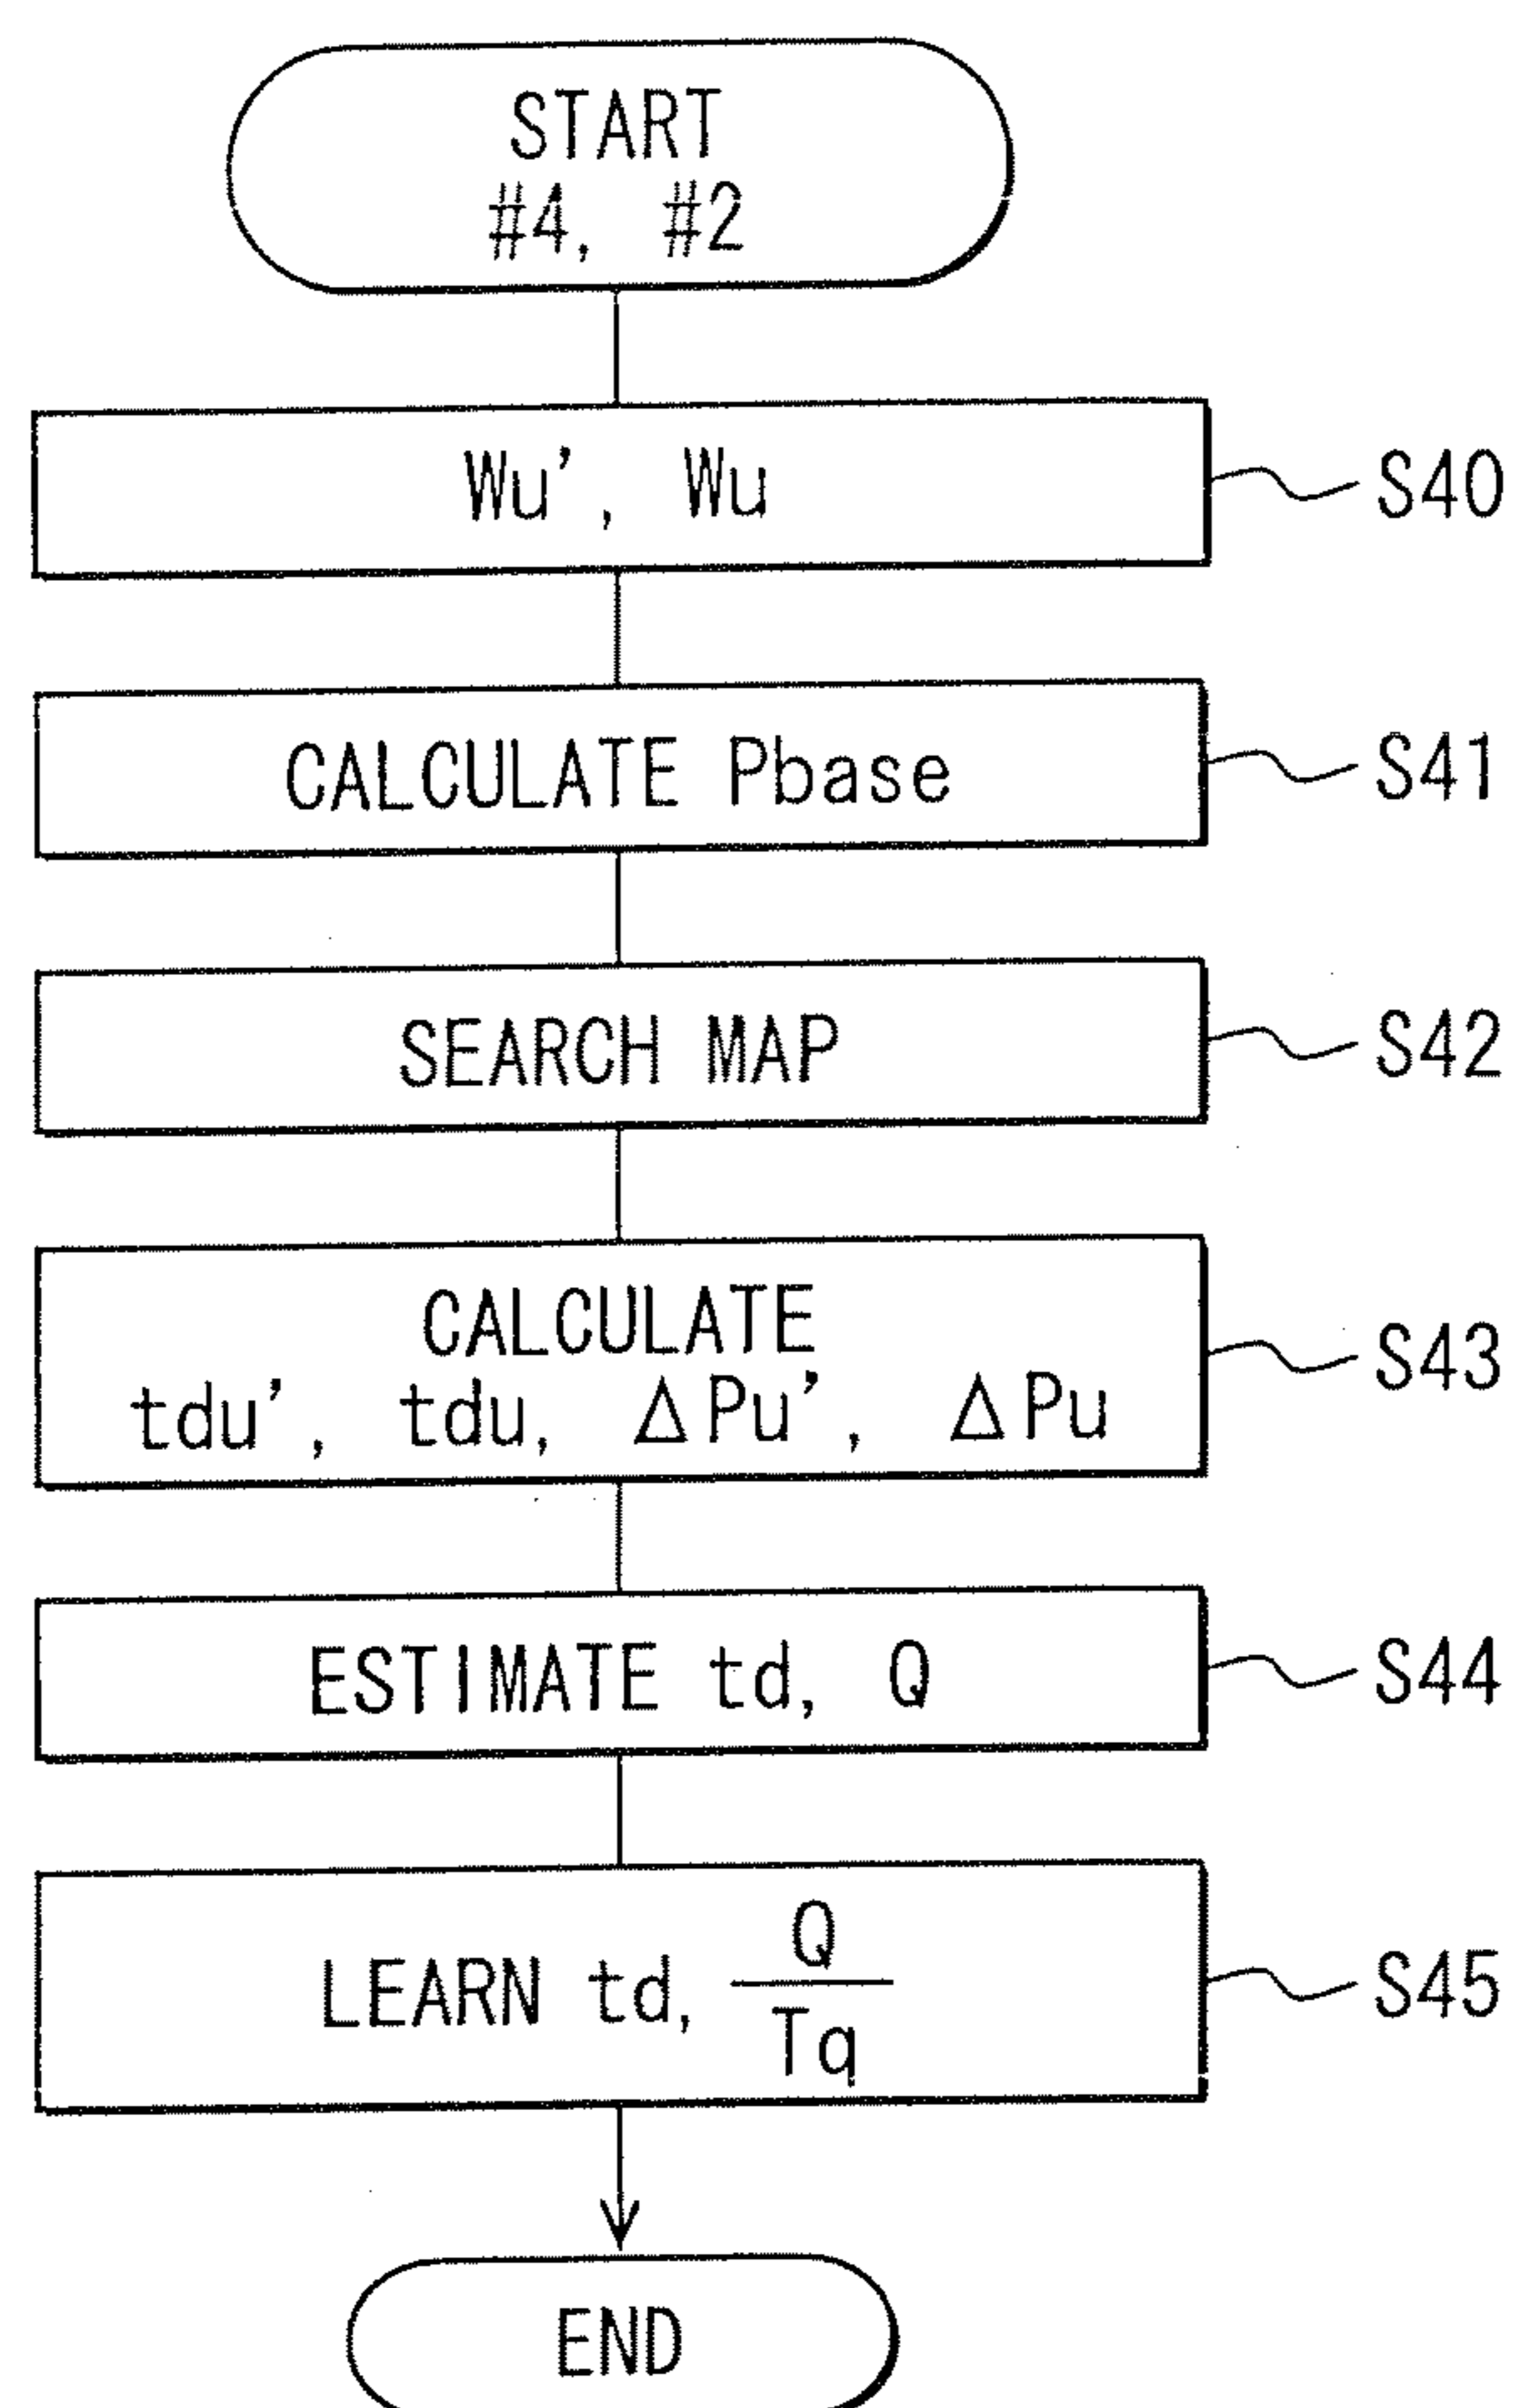 START
#4, #2
Wu', Wu
S40
CALCULATE Pbase
S41
SEARCH MAP
S42
CALCULATE
tdu', tdu, ΔPu', ΔPu
S43
ESTIMATE td, Q
S44
LEARN td, Q
Tq
S45
END